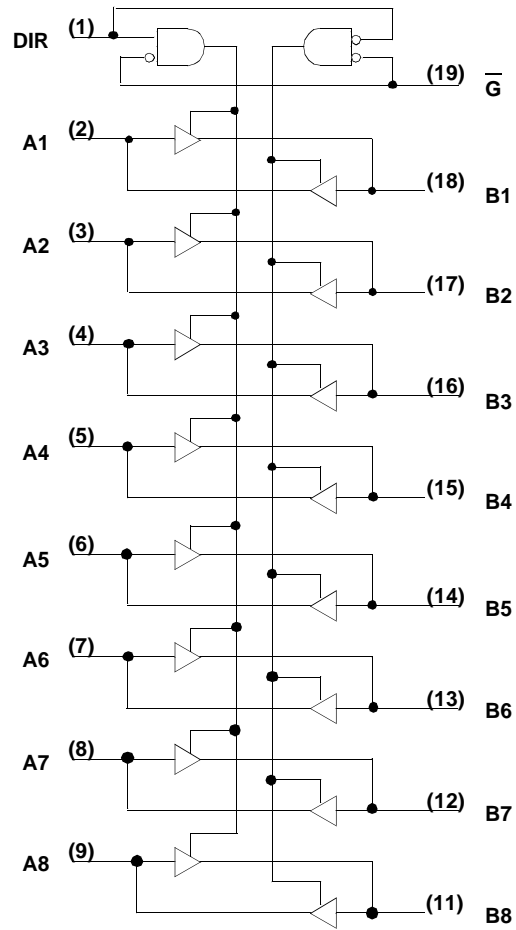 DIR (1)
(19) G̅
A1 (2)
(18) B1
A2 (3)
(17) B2
A3 (4)
(16) B3
A4 (5)
(15) B4
A5 (6)
(14) B5
A6 (7)
(13) B6
A7 (8)
(12) B7
A8 (9)
(11) B8